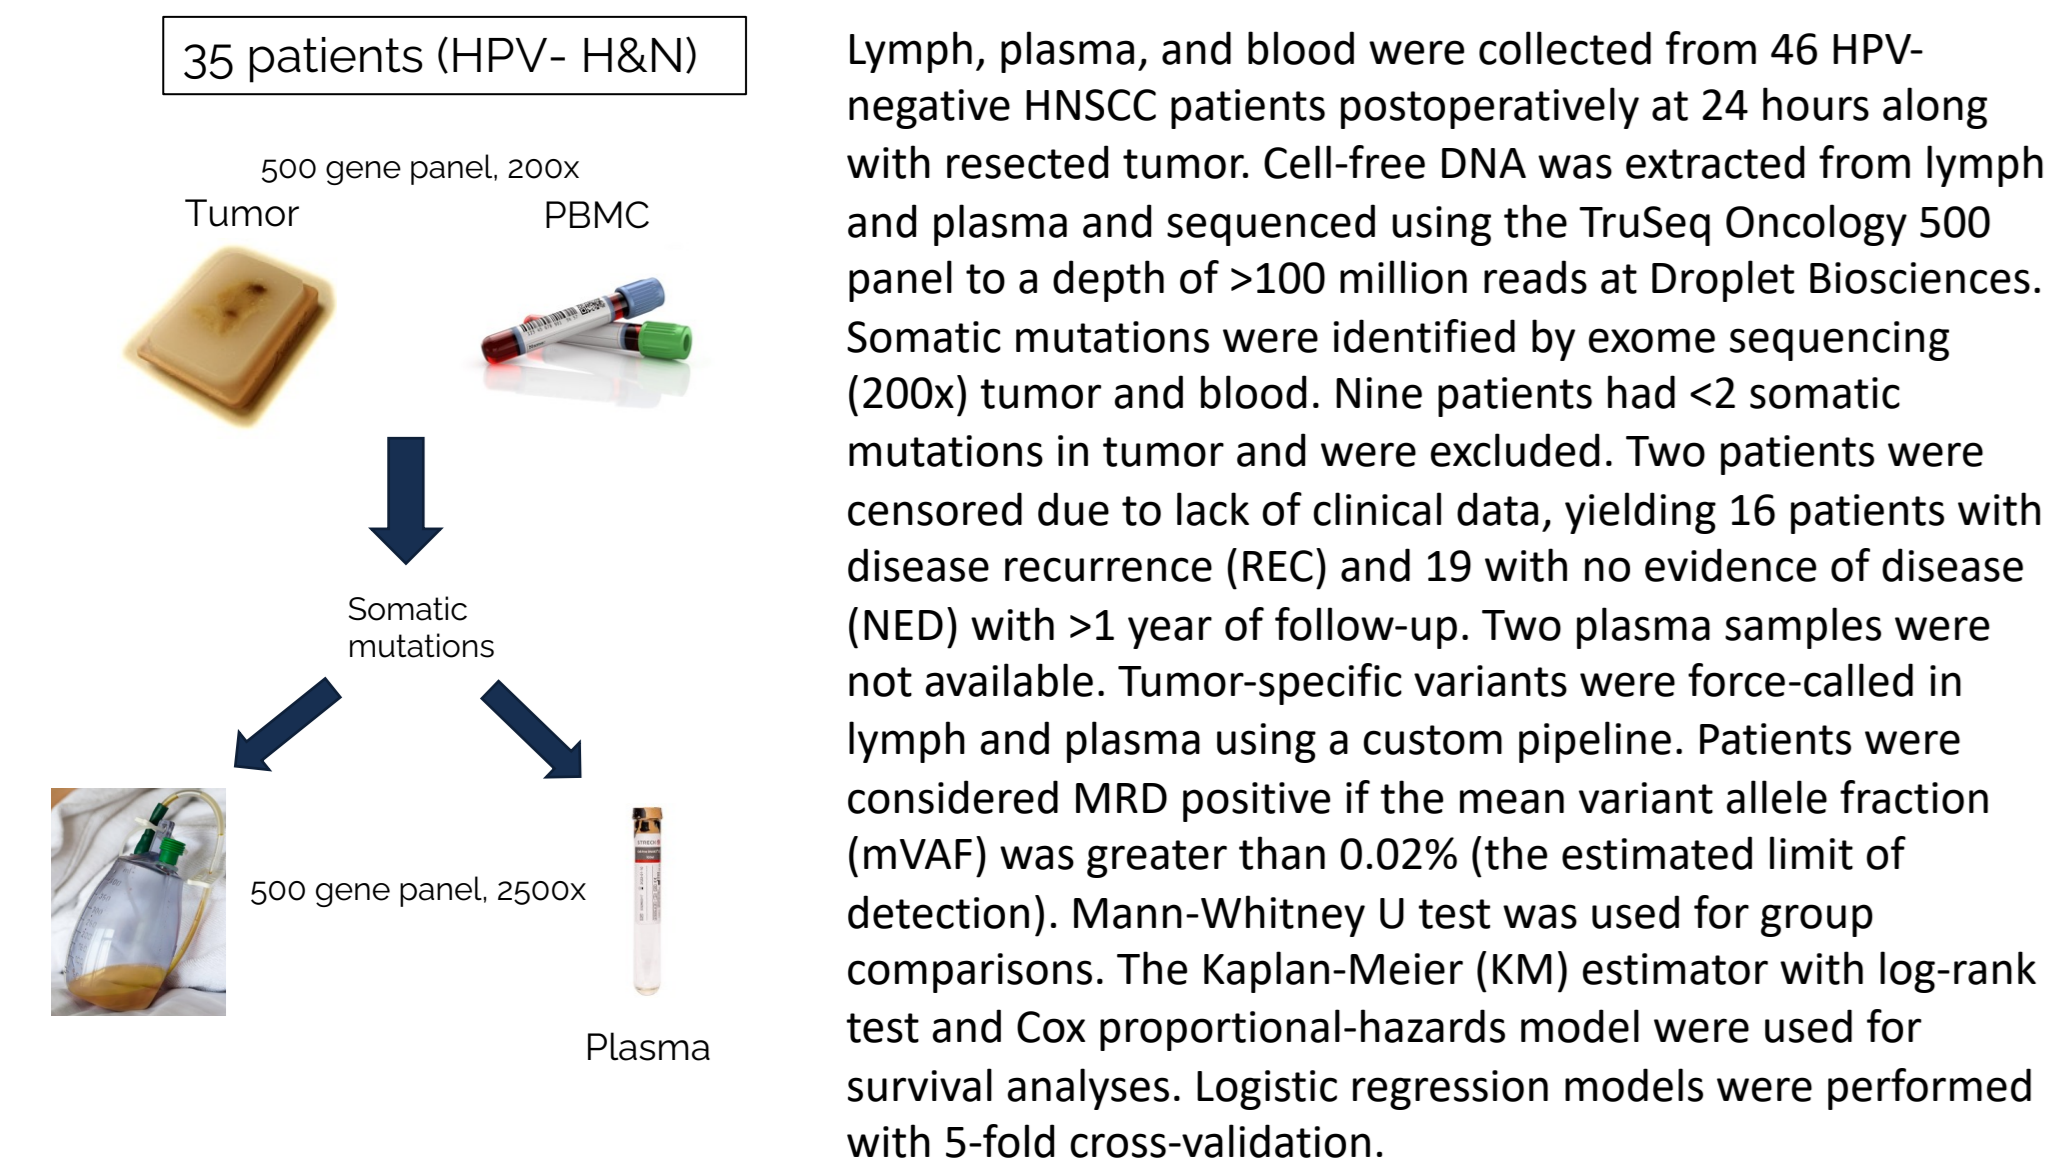 35 patients (HPV- H&N)
500 gene panel, 200x
Tumor
PBMC
Somatic
mutations
500 gene panel, 2500x
STRECK
Plasma
Lymph, plasma, and blood were collected from 46 HPV-
negative HNSCC patients postoperatively at 24 hours along
with resected tumor. Cell-free DNA was extracted from lymph
and plasma and sequenced using the TruSeq Oncology 500
panel to a depth of >100 million reads at Droplet Biosciences.
Somatic mutations were identified by exome sequencing
(200x) tumor and blood. Nine patients had <2 somatic
mutations in tumor and were excluded. Two patients were
censored due to lack of clinical data, yielding 16 patients with
disease recurrence (REC) and 19 with no evidence of disease
(NED) with >1 year of follow-up. Two plasma samples were
not available. Tumor-specific variants were force-called in
lymph and plasma using a custom pipeline. Patients were
considered MRD positive if the mean variant allele fraction
(mVAF) was greater than 0.02% (the estimated limit of
detection). Mann-Whitney U test was used for group
comparisons. The Kaplan-Meier (KM) estimator with log-rank
test and Cox proportional-hazards model were used for
survival analyses. Logistic regression models were performed
with 5-fold cross-validation.